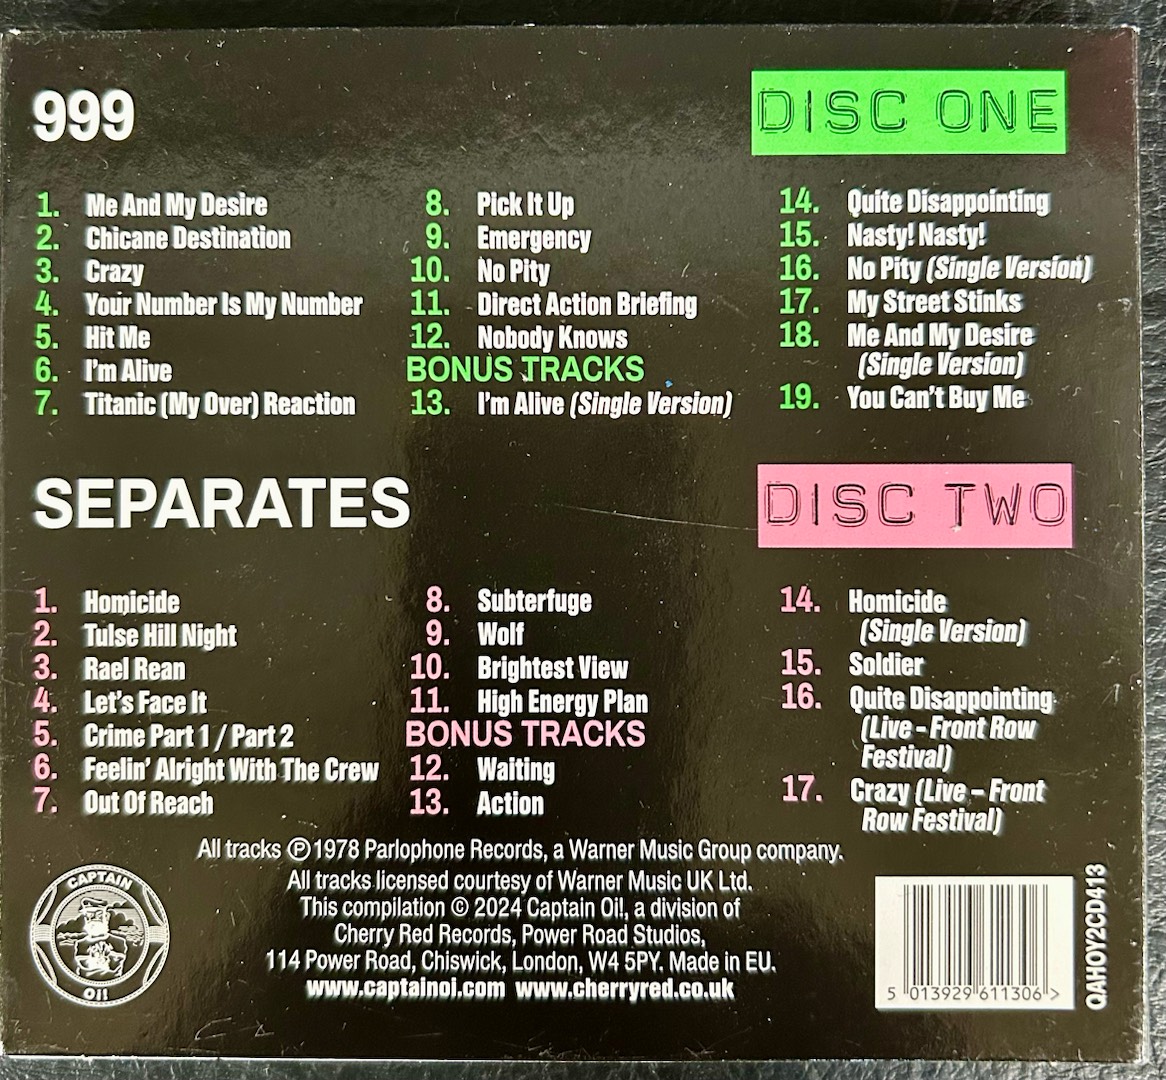 999
DISC ONE
1. Me And My Desire
2. Chicane Destination
3. Crazy
4. Your Number Is My Number
5. Hit Me
6. I'm Alive
7. Titanic (My Over) Reaction
8. Pick It Up
9. Emergency
10. No Pity
11. Direct Action Briefing
12. Nobody Knows
BONUS TRACKS
13. I'm Alive (Single Version)
14. Quite Disappointing
15. Nasty! Nasty!
16. No Pity (Single Version)
17. My Street Stinks
18. Me And My Desire
(Single Version)
19. You Can't Buy Me
SEPARATES
DISC TWO
1. Homicide
2. Tulse Hill Night
3. Rael Rean
4. Let's Face It
5. Crime Part 1 / Part 2
6. Feelin' Alright With The Crew
7. Out Of Reach
8. Subterfuge
9. Wolf
10. Brightest View
11. High Energy Plan
BONUS TRACKS
12. Waiting
13. Action
14. Homicide
(Single Version)
15. Soldier
16. Quite Disappointing
(Live – Front Row
Festival)
17. Crazy (Live – Front
Row Festival)
All tracks ℗ 1978 Parlophone Records, a Warner Music Group company.
All tracks licensed courtesy of Warner Music UK Ltd.
This compilation © 2024 Captain Oi!, a division of
Cherry Red Records, Power Road Studios,
114 Power Road, Chiswick, London, W4 5PY. Made in EU.
www.captainoi.com www.cherryred.co.uk
CAPTAIN
Oi!
5 013929 611306 >
QAHOY2CD413